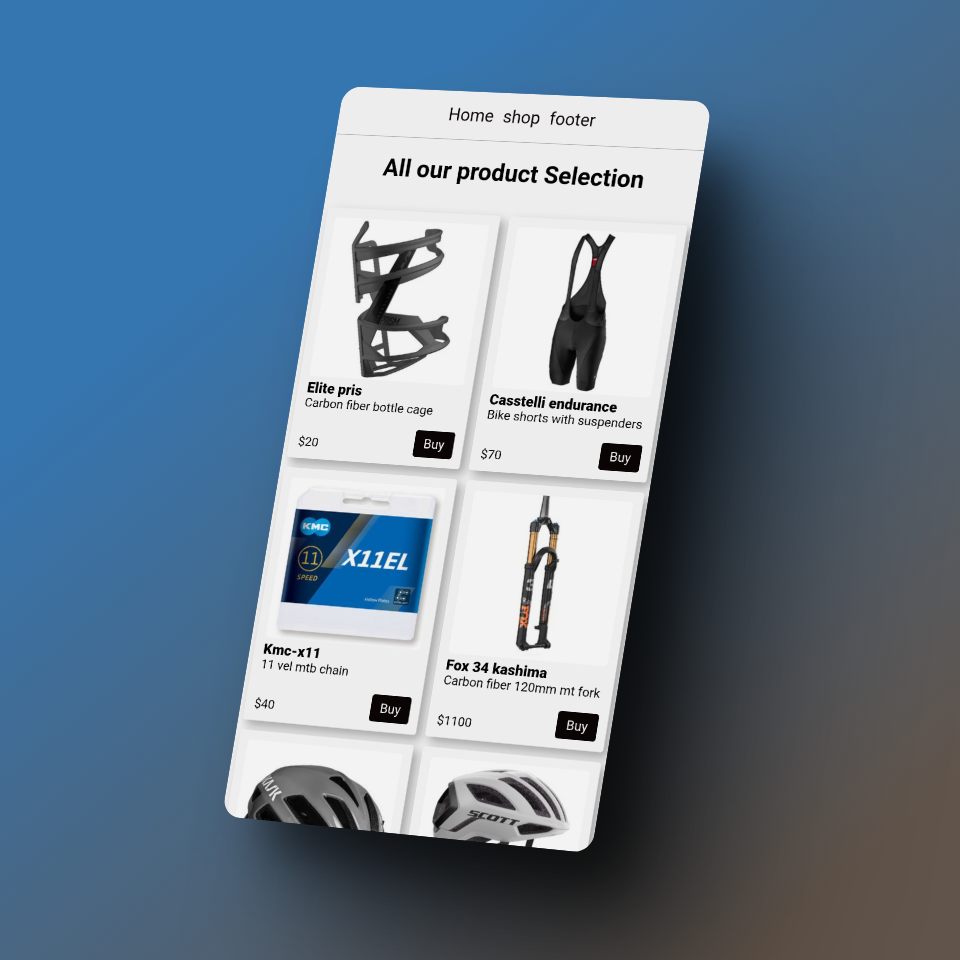 Home shop footer
All our product Selection
Elite pris
Carbon fiber bottle cage
$20
Buy
Casstelli endurance
Bike shorts with suspenders
$70
Buy
KMC
11
SPEED
X11EL
Kmc-x11
11 vel mtb chain
$40
Buy
FOX
Fox 34 kashima
Carbon fiber 120mm mt fork
$1100
Buy
KASK
SCOTT